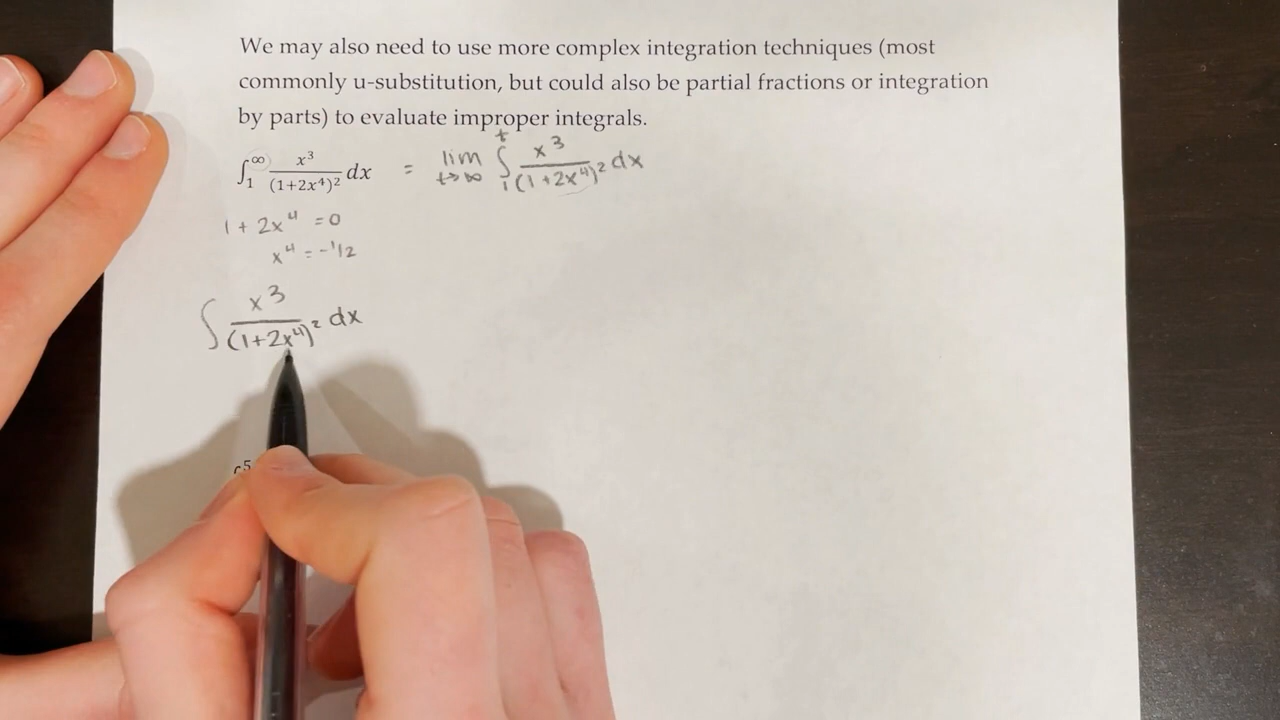 We may also need to use more complex integration techniques (most
commonly u-substitution, but could also be partial fractions or integration
by parts) to evaluate improper integrals.
∫₁^∞ x³/(1+2x⁴)² dx = lim t→∞ ∫₁^t x³/(1+2x⁴)² dx
1 + 2x⁴ = 0
x⁴ = -1/2
∫ x³/(1+2x⁴)² dx
∫5